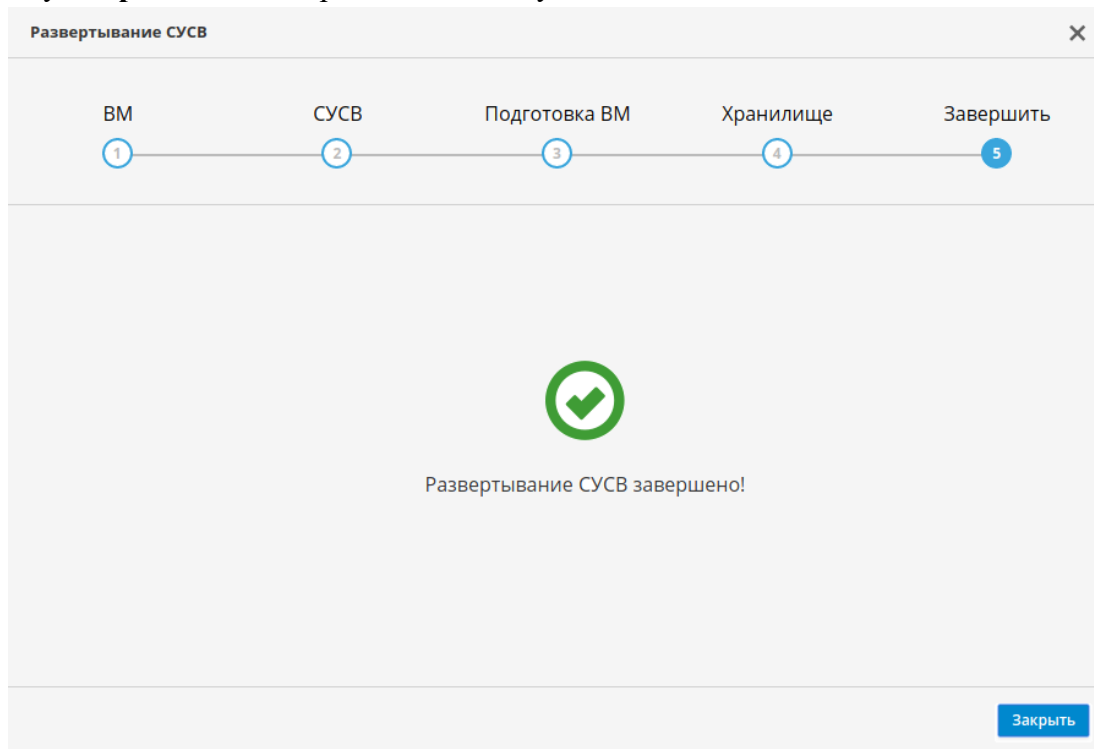 Развертывание СУСВ
ВМ СУСВ Подготовка ВМ Хранилище Завершить
1 2 3 4 5
Развертывание СУСВ завершено!
Закрыть